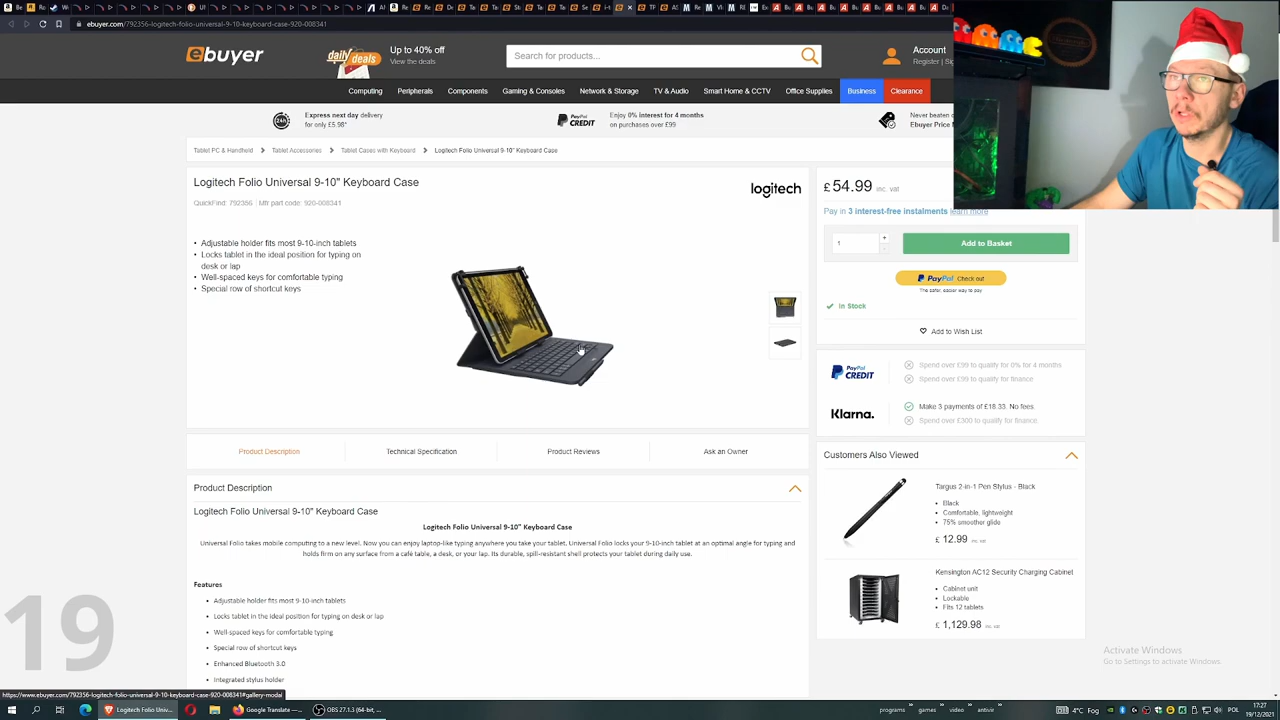 ebuyer.com/792356-logitech-folio-universal-9-10-keyboard-case-920-008341
ebuyer
daily deals
Up to 40% off
View the deals
Search for products...
Account
Register | Sig
Computing
Peripherals
Components
Gaming & Consoles
Network & Storage
TV & Audio
Smart Home & CCTV
Office Supplies
Business
Clearance
Express next day delivery
for only £5.98*
PayPal CREDIT
Enjoy 0% interest for 4 months
on purchases over £99
Never beaten
Ebuyer Price
Tablet PC & Handheld > Tablet Accessories > Tablet Cases with Keyboard > Logitech Folio Universal 9-10" Keyboard Case
Logitech Folio Universal 9-10" Keyboard Case
logitech
QuickFind: 792356 | Mfr part code: 920-008341
• Adjustable holder fits most 9-10-inch tablets
• Locks tablet in the ideal position for typing on
desk or lap
• Well-spaced keys for comfortable typing
• Special row of shortcut keys
£ 54.99 inc. vat
Pay in 3 interest-free instalments learn more
1
Add to Basket
PayPal Check out
The safer, easier way to pay
In Stock
Add to Wish List
PayPal CREDIT
Spend over £99 to qualify for 0% for 4 months
Spend over £99 to qualify for finance
Klarna.
Make 3 payments of £18.33. No fees.
Spend over £300 to qualify for finance.
Product Description
Technical Specification
Product Reviews
Ask an Owner
Customers Also Viewed
Targus 2-in-1 Pen Stylus - Black
• Black
• Comfortable, lightweight
• 75% smoother glide
£ 12.99 inc. vat
Kensington AC12 Security Charging Cabinet
• Cabinet unit
• Lockable
• Fits 12 tablets
£ 1,129.98 inc. vat
Product Description
Logitech Folio Universal 9-10" Keyboard Case
Logitech Folio Universal 9-10" Keyboard Case
Universal Folio takes mobile computing to a new level. Now you can enjoy laptop-like typing anywhere you take your tablet. Universal Folio locks your 9-10-inch tablet at an optimal angle for typing and
holds firm on any surface from a café table, a desk, or your lap. Its durable, spill-resistant shell protects your tablet during daily use.
Features
• Adjustable holder fits most 9-10-inch tablets
• Locks tablet in the ideal position for typing on desk or lap
• Well-spaced keys for comfortable typing
• Special row of shortcut keys
• Enhanced Bluetooth 3.0
• Integrated stylus holder
19
Activate Windows
Go to Settings to activate Windows.
https://www.ebuyer.com/792356-logitech-folio-universal-9-10-keyboard-case-920-008341#gallery-modal
Logitech Folio Univ...
Google Translate —...
OBS 27.1.3 (64-bit, ...
programs
games
video
antivir
-4°C Fog
POL
17:27
19/12/2021